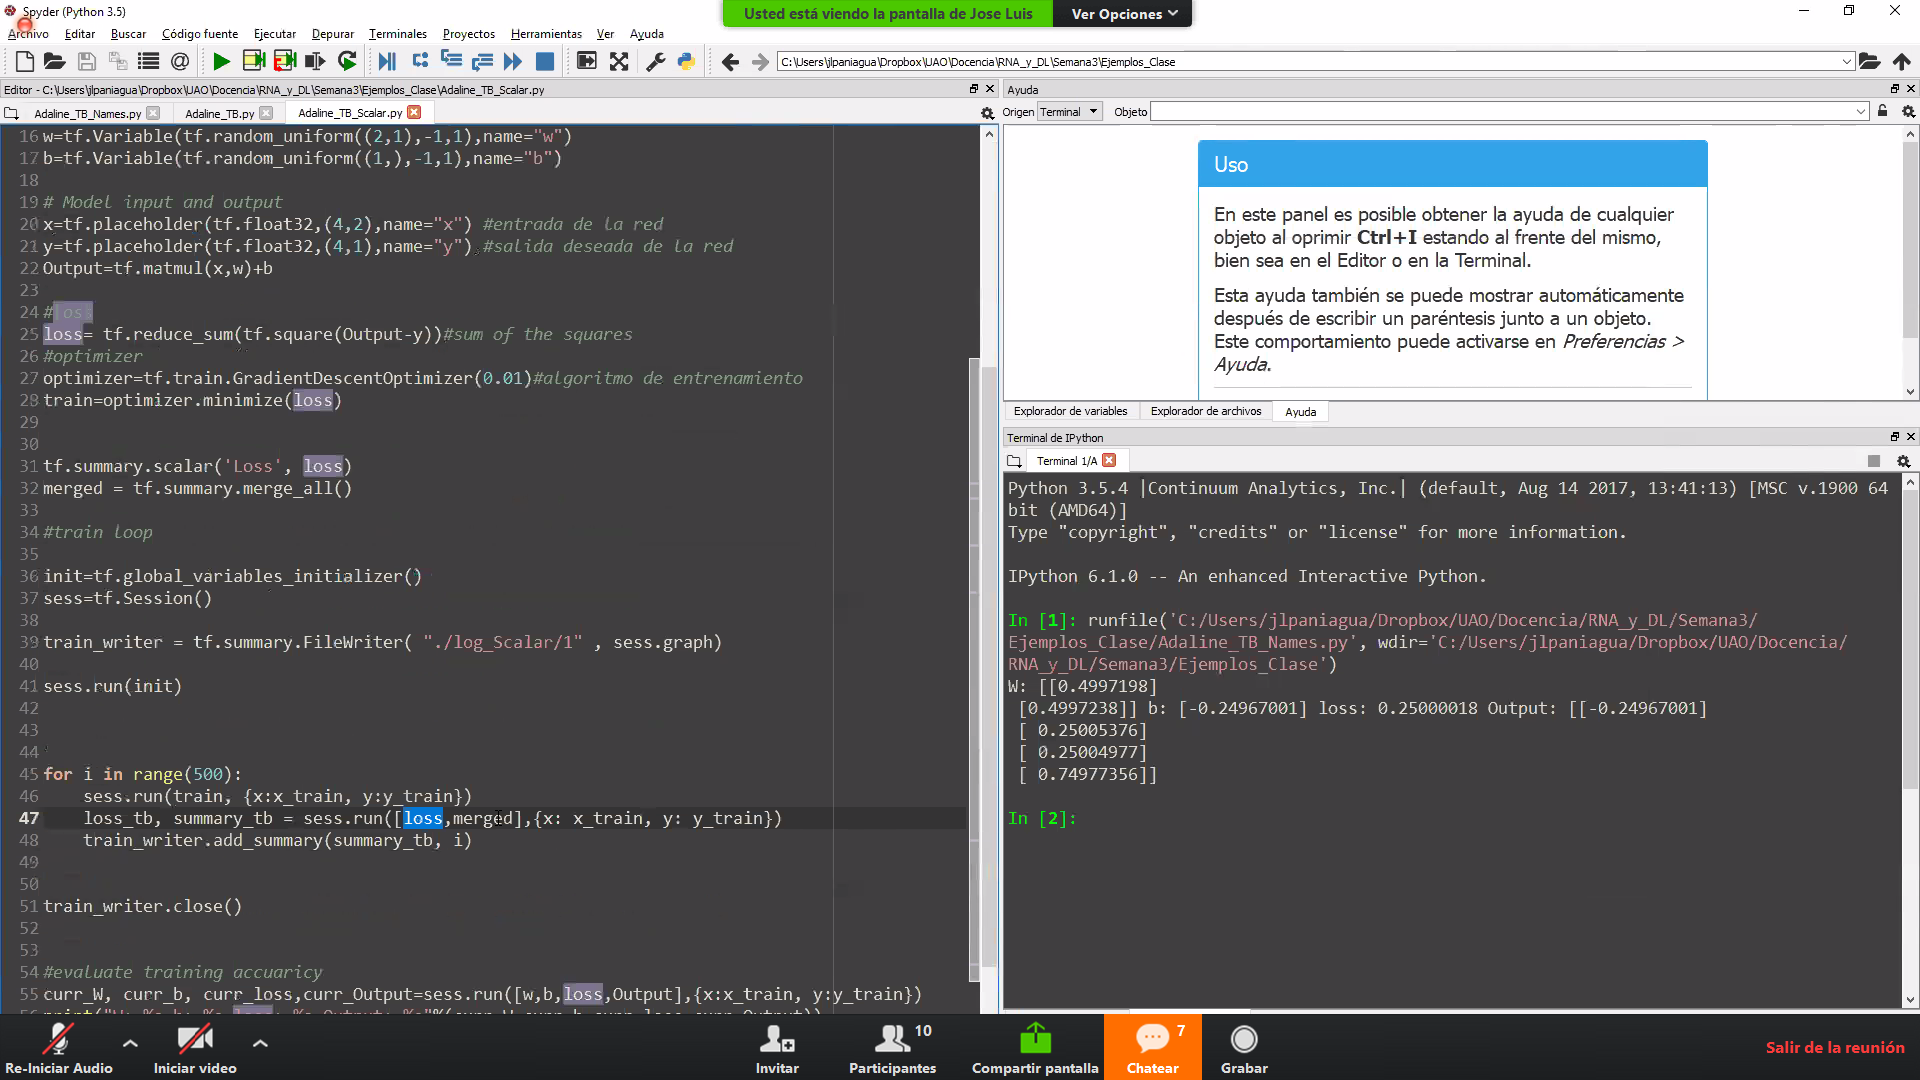 Spyder (Python 3.5)
Usted está viendo la pantalla de Jose Luis
Ver Opciones
Archivo Editar Buscar Código fuente Ejecutar Depurar Terminales Proyectos Herramientas Ver Ayuda
C:\Users\jlpaniagua\Dropbox\UAO\Docencia\RNA_y_DL\Semana3\Ejemplos_Clase
Editor - C:\Users\jlpaniagua\Dropbox\UAO\Docencia\RNA_y_DL\Semana3\Ejemplos_Clase\Adaline_TB_Scalar.py
Adaline_TB_Names.py Adaline_TB.py Adaline_TB_Scalar.py
16 w=tf.Variable(tf.random_uniform((2,1),-1,1),name="w")
17 b=tf.Variable(tf.random_uniform((1,),-1,1),name="b")
18
19 # Model input and output
20 x=tf.placeholder(tf.float32,(4,2),name="x") #entrada de la red
21 y=tf.placeholder(tf.float32,(4,1),name="y") #salida deseada de la red
22 Output=tf.matmul(x,w)+b
23
24 #loss
25 loss= tf.reduce_sum(tf.square(Output-y))#sum of the squares
26 #optimizer
27 optimizer=tf.train.GradientDescentOptimizer(0.01)#algoritmo de entrenamiento
28 train=optimizer.minimize(loss)
29
30
31 tf.summary.scalar('Loss', loss)
32 merged = tf.summary.merge_all()
33
34 #train loop
35
36 init=tf.global_variables_initializer()
37 sess=tf.Session()
38
39 train_writer = tf.summary.FileWriter( "./log_Scalar/1" , sess.graph)
40
41 sess.run(init)
42
43
44
45 for i in range(500):
46     sess.run(train, {x:x_train, y:y_train})
47     loss_tb, summary_tb = sess.run([loss,merged],{x: x_train, y: y_train})
48     train_writer.add_summary(summary_tb, i)
49
50
51 train_writer.close()
52
53
54 #evaluate training accuaricy
55 curr_W, curr_b, curr_loss,curr_Output=sess.run([w,b,loss,Output],{x:x_train, y:y_train})
Ayuda
Origen Terminal Objeto
Uso
En este panel es posible obtener la ayuda de cualquier
objeto al oprimir Ctrl+I estando al frente del mismo,
bien sea en el Editor o en la Terminal.
Esta ayuda también se puede mostrar automáticamente
después de escribir un paréntesis junto a un objeto.
Este comportamiento puede activarse en Preferencias >
Ayuda.
Explorador de variables Explorador de archivos Ayuda
Terminal de IPython
Terminal 1/A
Python 3.5.4 |Continuum Analytics, Inc.| (default, Aug 14 2017, 13:41:13) [MSC v.1900 64
bit (AMD64)]
Type "copyright", "credits" or "license" for more information.
IPython 6.1.0 -- An enhanced Interactive Python.
In [1]: runfile('C:/Users/jlpaniagua/Dropbox/UAO/Docencia/RNA_y_DL/Semana3/
Ejemplos_Clase/Adaline_TB_Names.py', wdir='C:/Users/jlpaniagua/Dropbox/UAO/Docencia/
RNA_y_DL/Semana3/Ejemplos_Clase')
W: [[0.4997198]
[0.4997238]] b: [-0.24967001] loss: 0.25000018 Output: [[-0.24967001]
[ 0.25005376]
[ 0.25004977]
[ 0.74977356]]
In [2]:
Re-Iniciar Audio Iniciar video Invitar Participantes 10 Compartir pantalla Chatear 7 Grabar Salir de la reunión